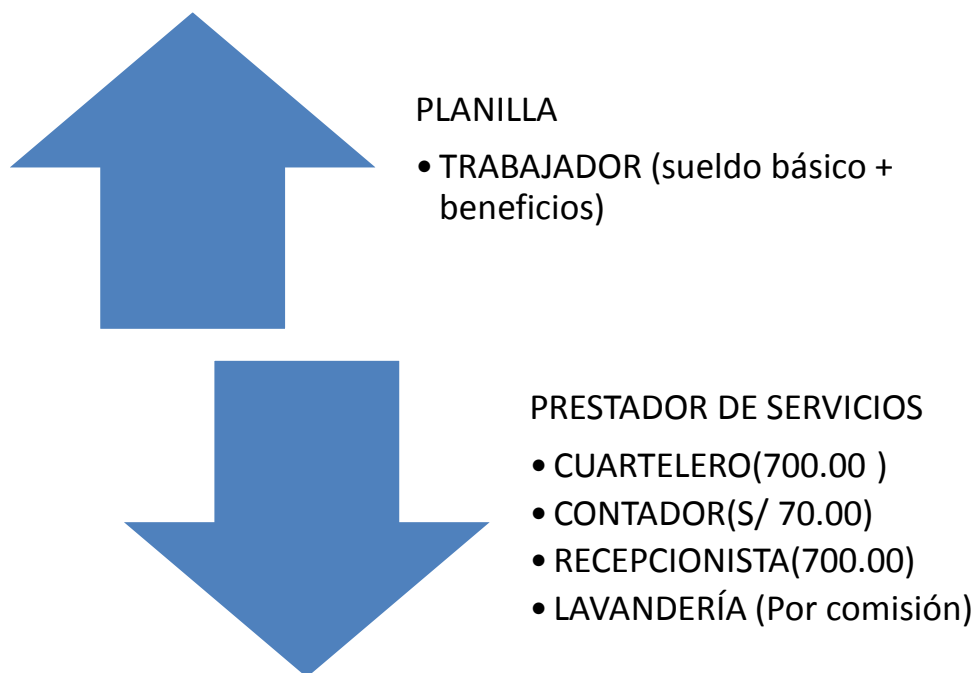 PLANILLA
• TRABAJADOR (sueldo básico +
beneficios)
PRESTADOR DE SERVICIOS
• CUARTELERO(700.00 )
• CONTADOR(S/ 70.00)
• RECEPCIONISTA(700.00)
• LAVANDERÍA (Por comisión)